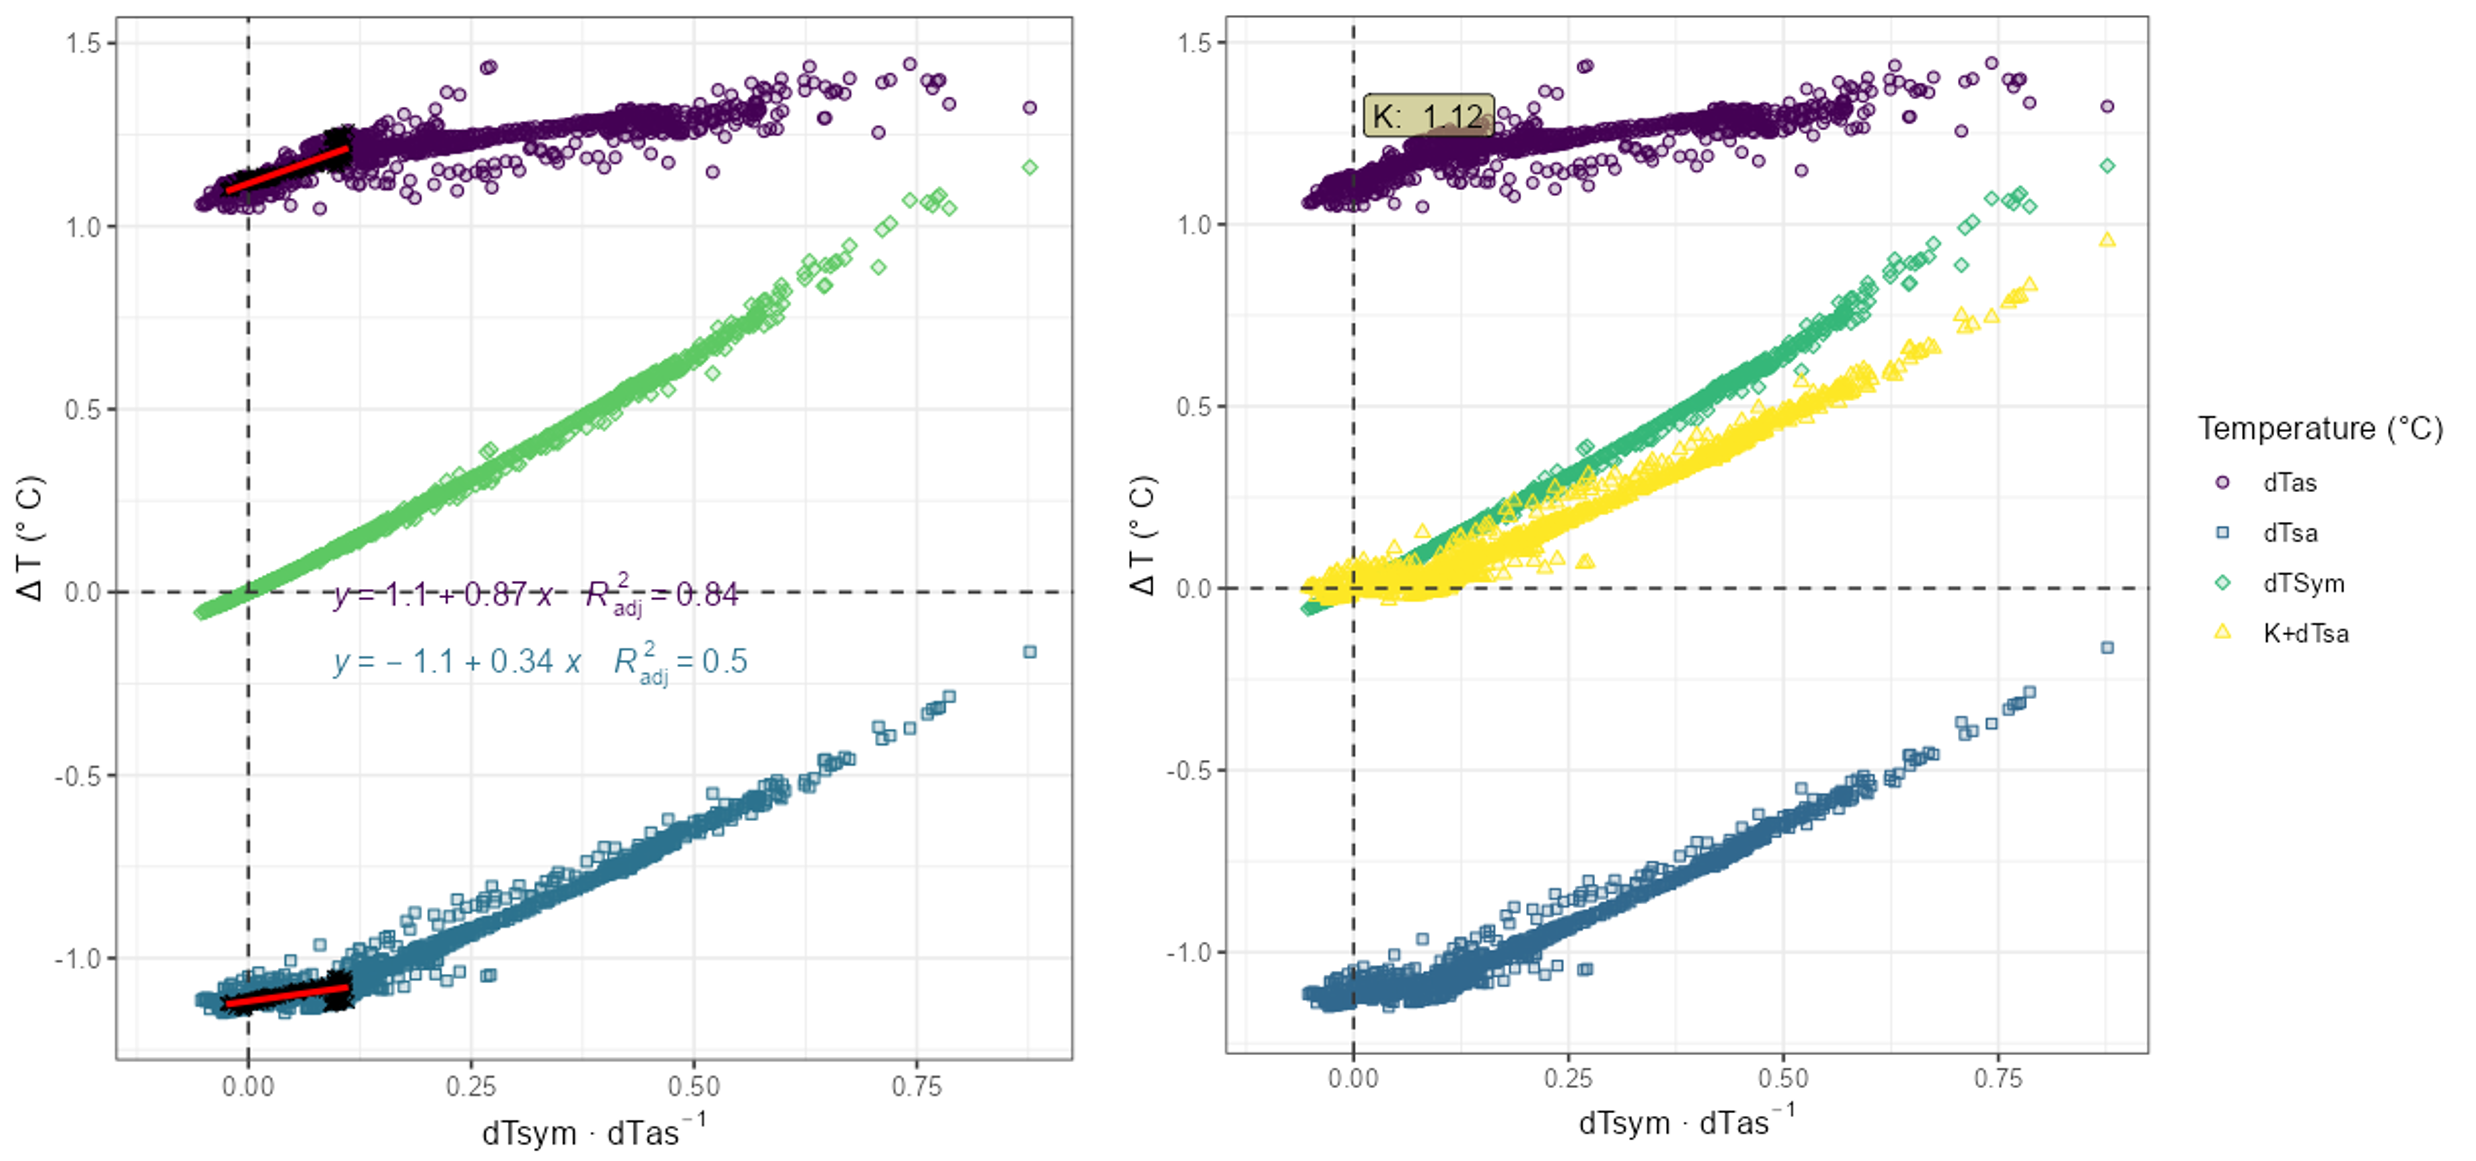 1.5
1.0
0.5
0.0
-0.5
-1.0
Δ T (° C)
y = 1.1 + 0.87 x R²adj = 0.84
y = − 1.1 + 0.34 x R²adj = 0.5
0.00 0.25 0.50 0.75
dTsym · dTas⁻¹
1.5
1.0
0.5
0.0
-0.5
-1.0
Δ T (° C)
K: 1.12
0.00 0.25 0.50 0.75
dTsym · dTas⁻¹
Temperature (°C)
dTas
dTsa
dTSym
K+dTsa